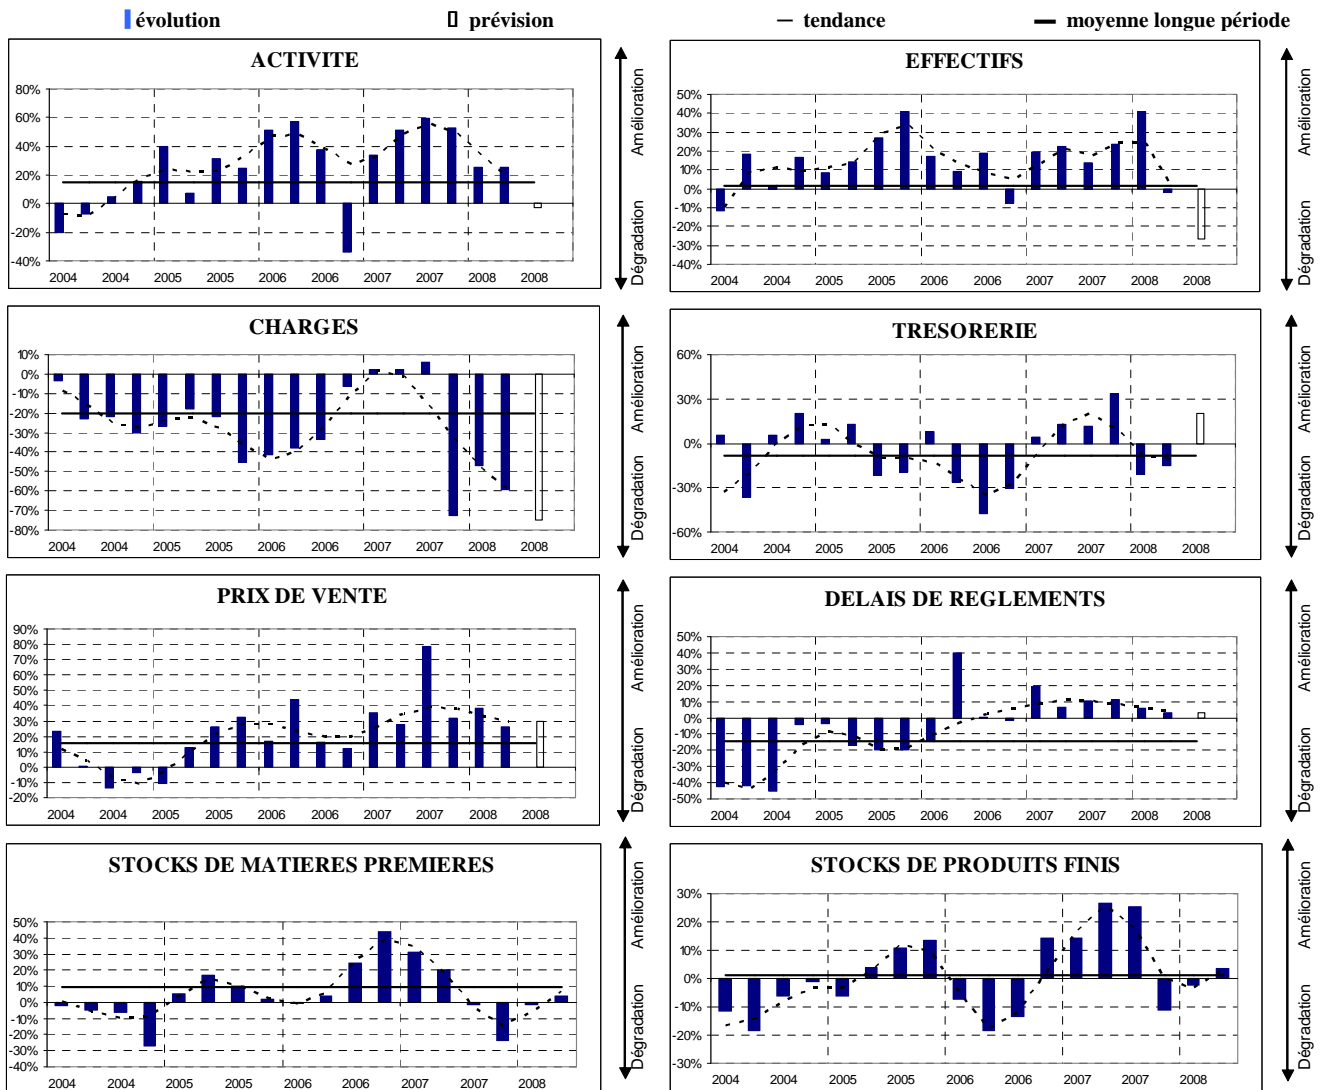 évolution prévision tendance moyenne longue période
ACTIVITE
80%
60%
40%
20%
0%
-20%
-40%
2004 2004 2005 2005 2006 2006 2007 2007 2008 2008
Amélioration
Dégradation
EFFECTIFS
50%
40%
30%
20%
10%
0%
-10%
-20%
-30%
-40%
2004 2004 2005 2005 2006 2006 2007 2007 2008 2008
Amélioration
Dégradation
CHARGES
10%
0%
-10%
-20%
-30%
-40%
-50%
-60%
-70%
-80%
2004 2004 2005 2005 2006 2006 2007 2007 2008 2008
Amélioration
Dégradation
TRESORERIE
60%
30%
0%
-30%
-60%
2004 2004 2005 2005 2006 2006 2007 2007 2008 2008
Amélioration
Dégradation
PRIX DE VENTE
90%
80%
70%
60%
50%
40%
30%
20%
10%
0%
-10%
-20%
2004 2004 2005 2005 2006 2006 2007 2007 2008 2008
Amélioration
Dégradation
DELAIS DE REGLEMENTS
50%
40%
30%
20%
10%
0%
-10%
-20%
-30%
-40%
-50%
2004 2004 2005 2005 2006 2006 2007 2007 2008 2008
Amélioration
Dégradation
STOCKS DE MATIERES PREMIERES
50%
40%
30%
20%
10%
0%
-10%
-20%
-30%
-40%
2004 2004 2005 2005 2006 2006 2007 2007 2008
Amélioration
Dégradation
STOCKS DE PRODUITS FINIS
30%
20%
10%
0%
-10%
-20%
-30%
2004 2004 2005 2005 2006 2006 2007 2007 2008
Amélioration
Dégradation